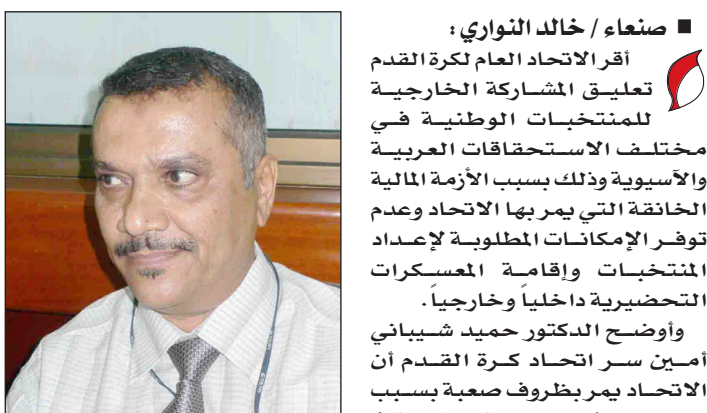 ■ صنعاء / خالد النواري :
أقر الاتحاد العام لكرة القدم
تعليق المشاركة الخارجية
للمنتخبات الوطنية في
مختلف الاستحقاقات العربية
والآسيوية وذلك بسبب الأزمة المالية
الخانقة التي يمر بها الاتحاد وعدم
توفر الإمكانات المطلوبة لإعداد
المنتخبات وإقامة المعسكرات
التحضيرية داخلياً وخارجياً.
وأوضح الدكتور حميد شيباني
أمين سر اتحاد كرة القدم أن
الاتحاد يمر بظروف صعبة بسبب